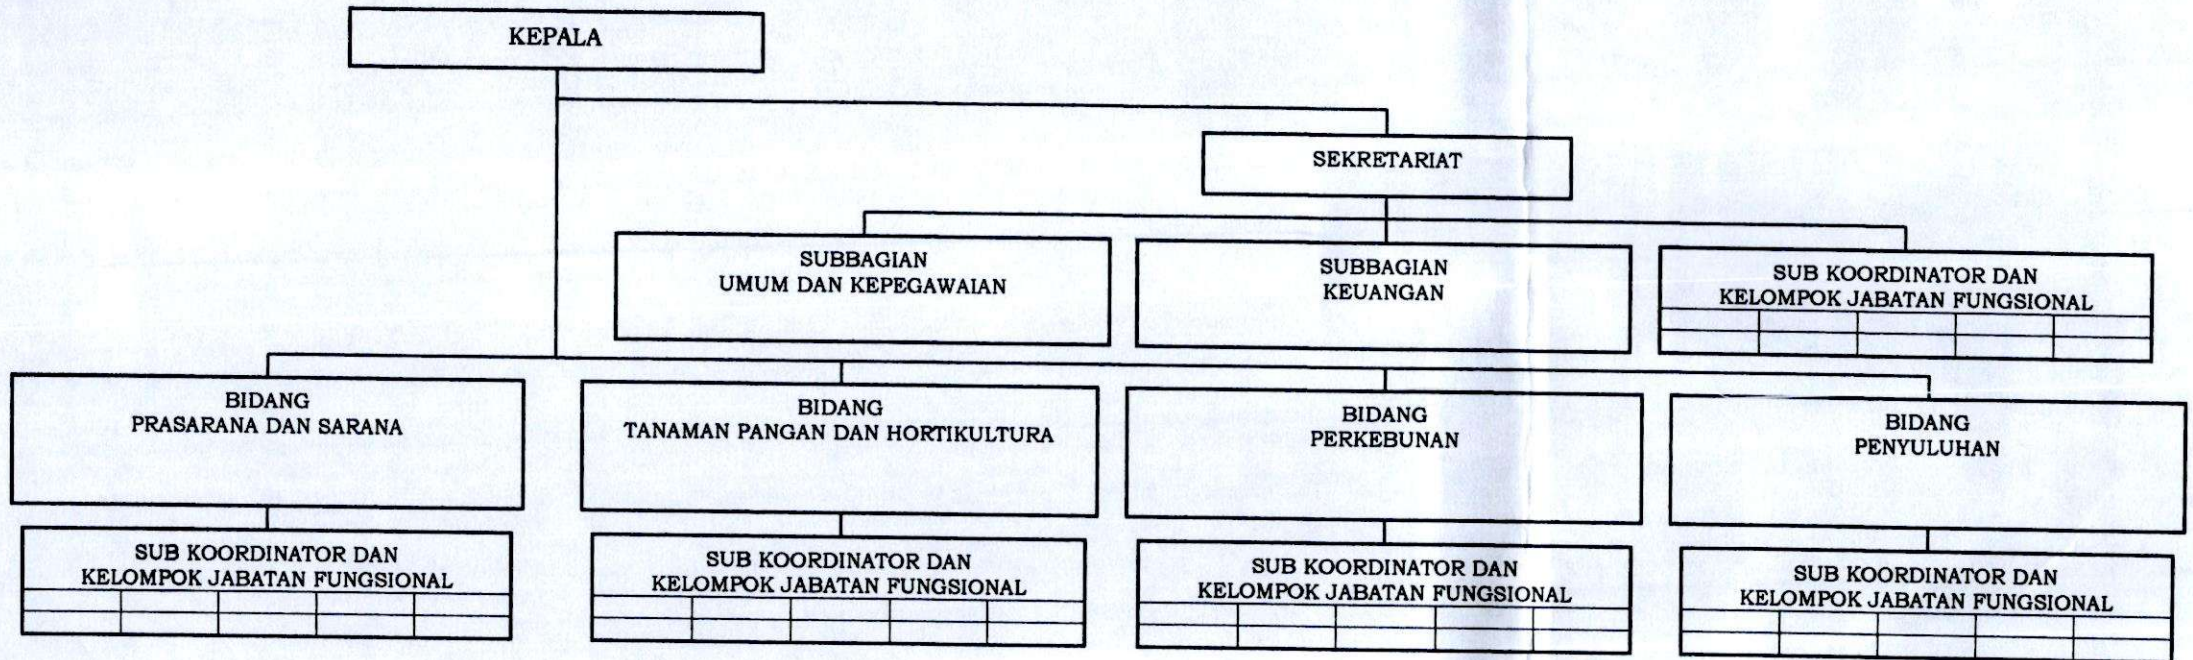 KEPALA
SEKRETARIAT
SUBBAGIAN
UMUM DAN KEPEGAWAIAN
SUBBAGIAN
KEUANGAN
SUB KOORDINATOR DAN
KELOMPOK JABATAN FUNGSIONAL
BIDANG
PRASARANA DAN SARANA
BIDANG
TANAMAN PANGAN DAN HORTIKULTURA
BIDANG
PERKEBUNAN
BIDANG
PENYULUHAN
SUB KOORDINATOR DAN
KELOMPOK JABATAN FUNGSIONAL
SUB KOORDINATOR DAN
KELOMPOK JABATAN FUNGSIONAL
SUB KOORDINATOR DAN
KELOMPOK JABATAN FUNGSIONAL
SUB KOORDINATOR DAN
KELOMPOK JABATAN FUNGSIONAL